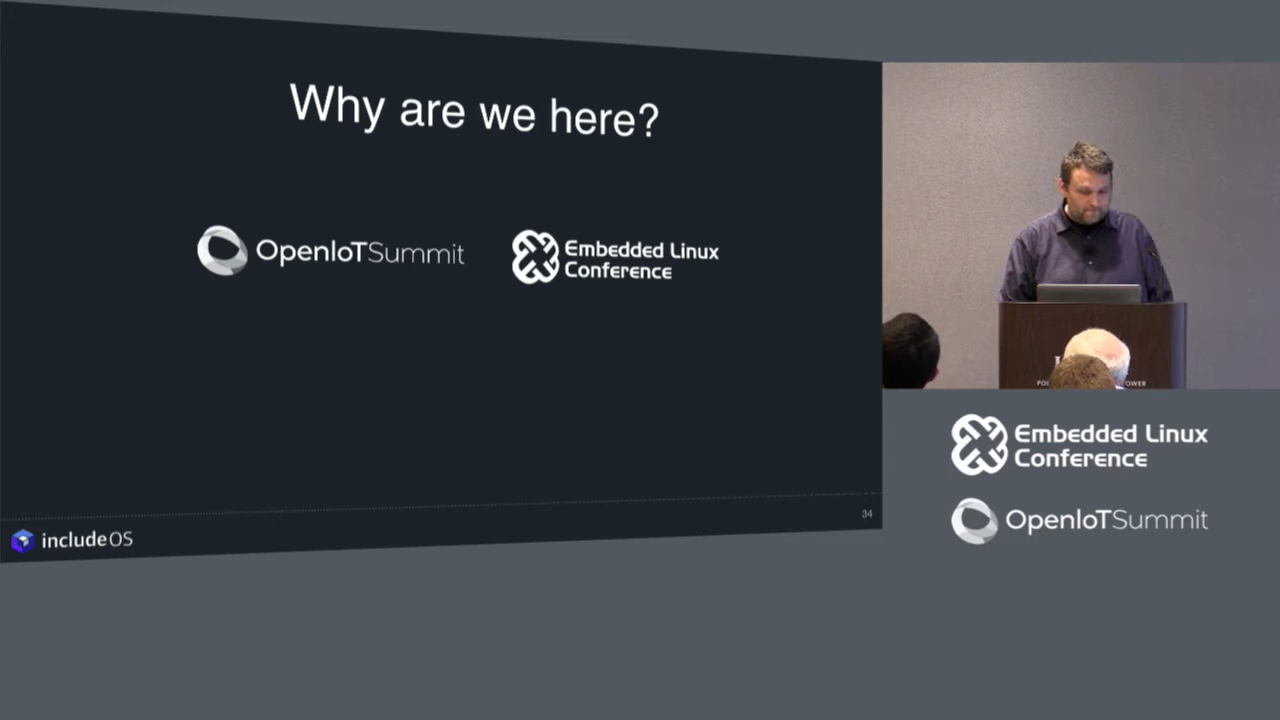 Why are we here?
OpenIoTSummit
Embedded Linux
Conference
34
includeOS
Embedded Linux
Conference
OpenIoTSummit